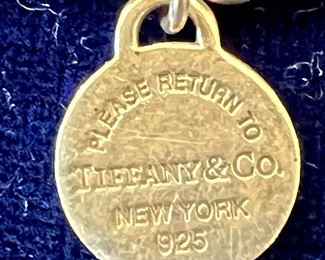 PLEASE RETURN TO
TIFFANY & CO.
NEW YORK
925